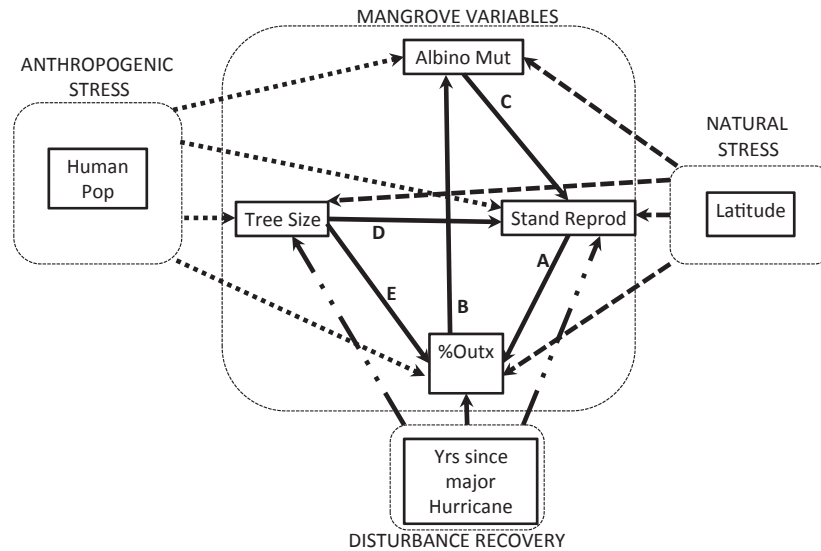 MANGROVE VARIABLES
Albino Mut
ANTHROPOGENIC
STRESS
C
NATURAL
STRESS
Human
Pop
Tree Size
Stand Reprod
Latitude
D
A
E
B
%Outx
Yrs since
major
Hurricane
DISTURBANCE RECOVERY